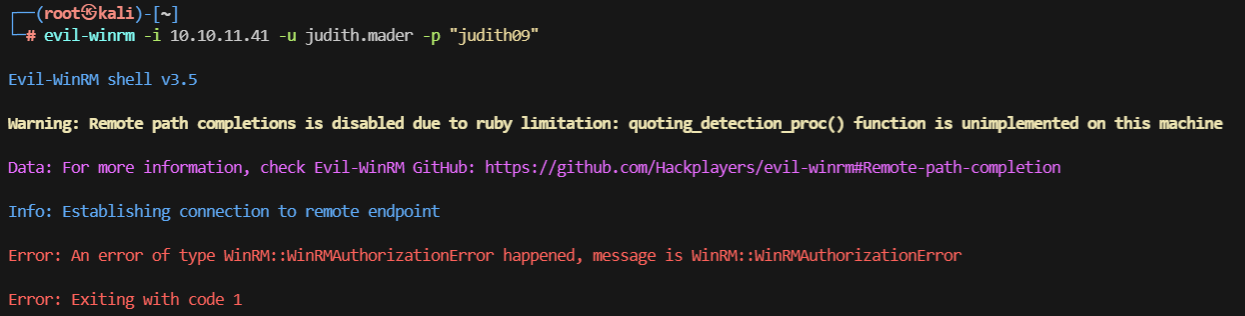 ┌──(root㉿kali)-[~]
└─# evil-winrm -i 10.10.11.41 -u judith.mader -p "judith09"
Evil-WinRM shell v3.5
Warning: Remote path completions is disabled due to ruby limitation: quoting_detection_proc() function is unimplemented on this machine
Data: For more information, check Evil-WinRM GitHub: https://github.com/Hackplayers/evil-winrm#Remote-path-completion
Info: Establishing connection to remote endpoint
Error: An error of type WinRM::WinRMAuthorizationError happened, message is WinRM::WinRMAuthorizationError
Error: Exiting with code 1